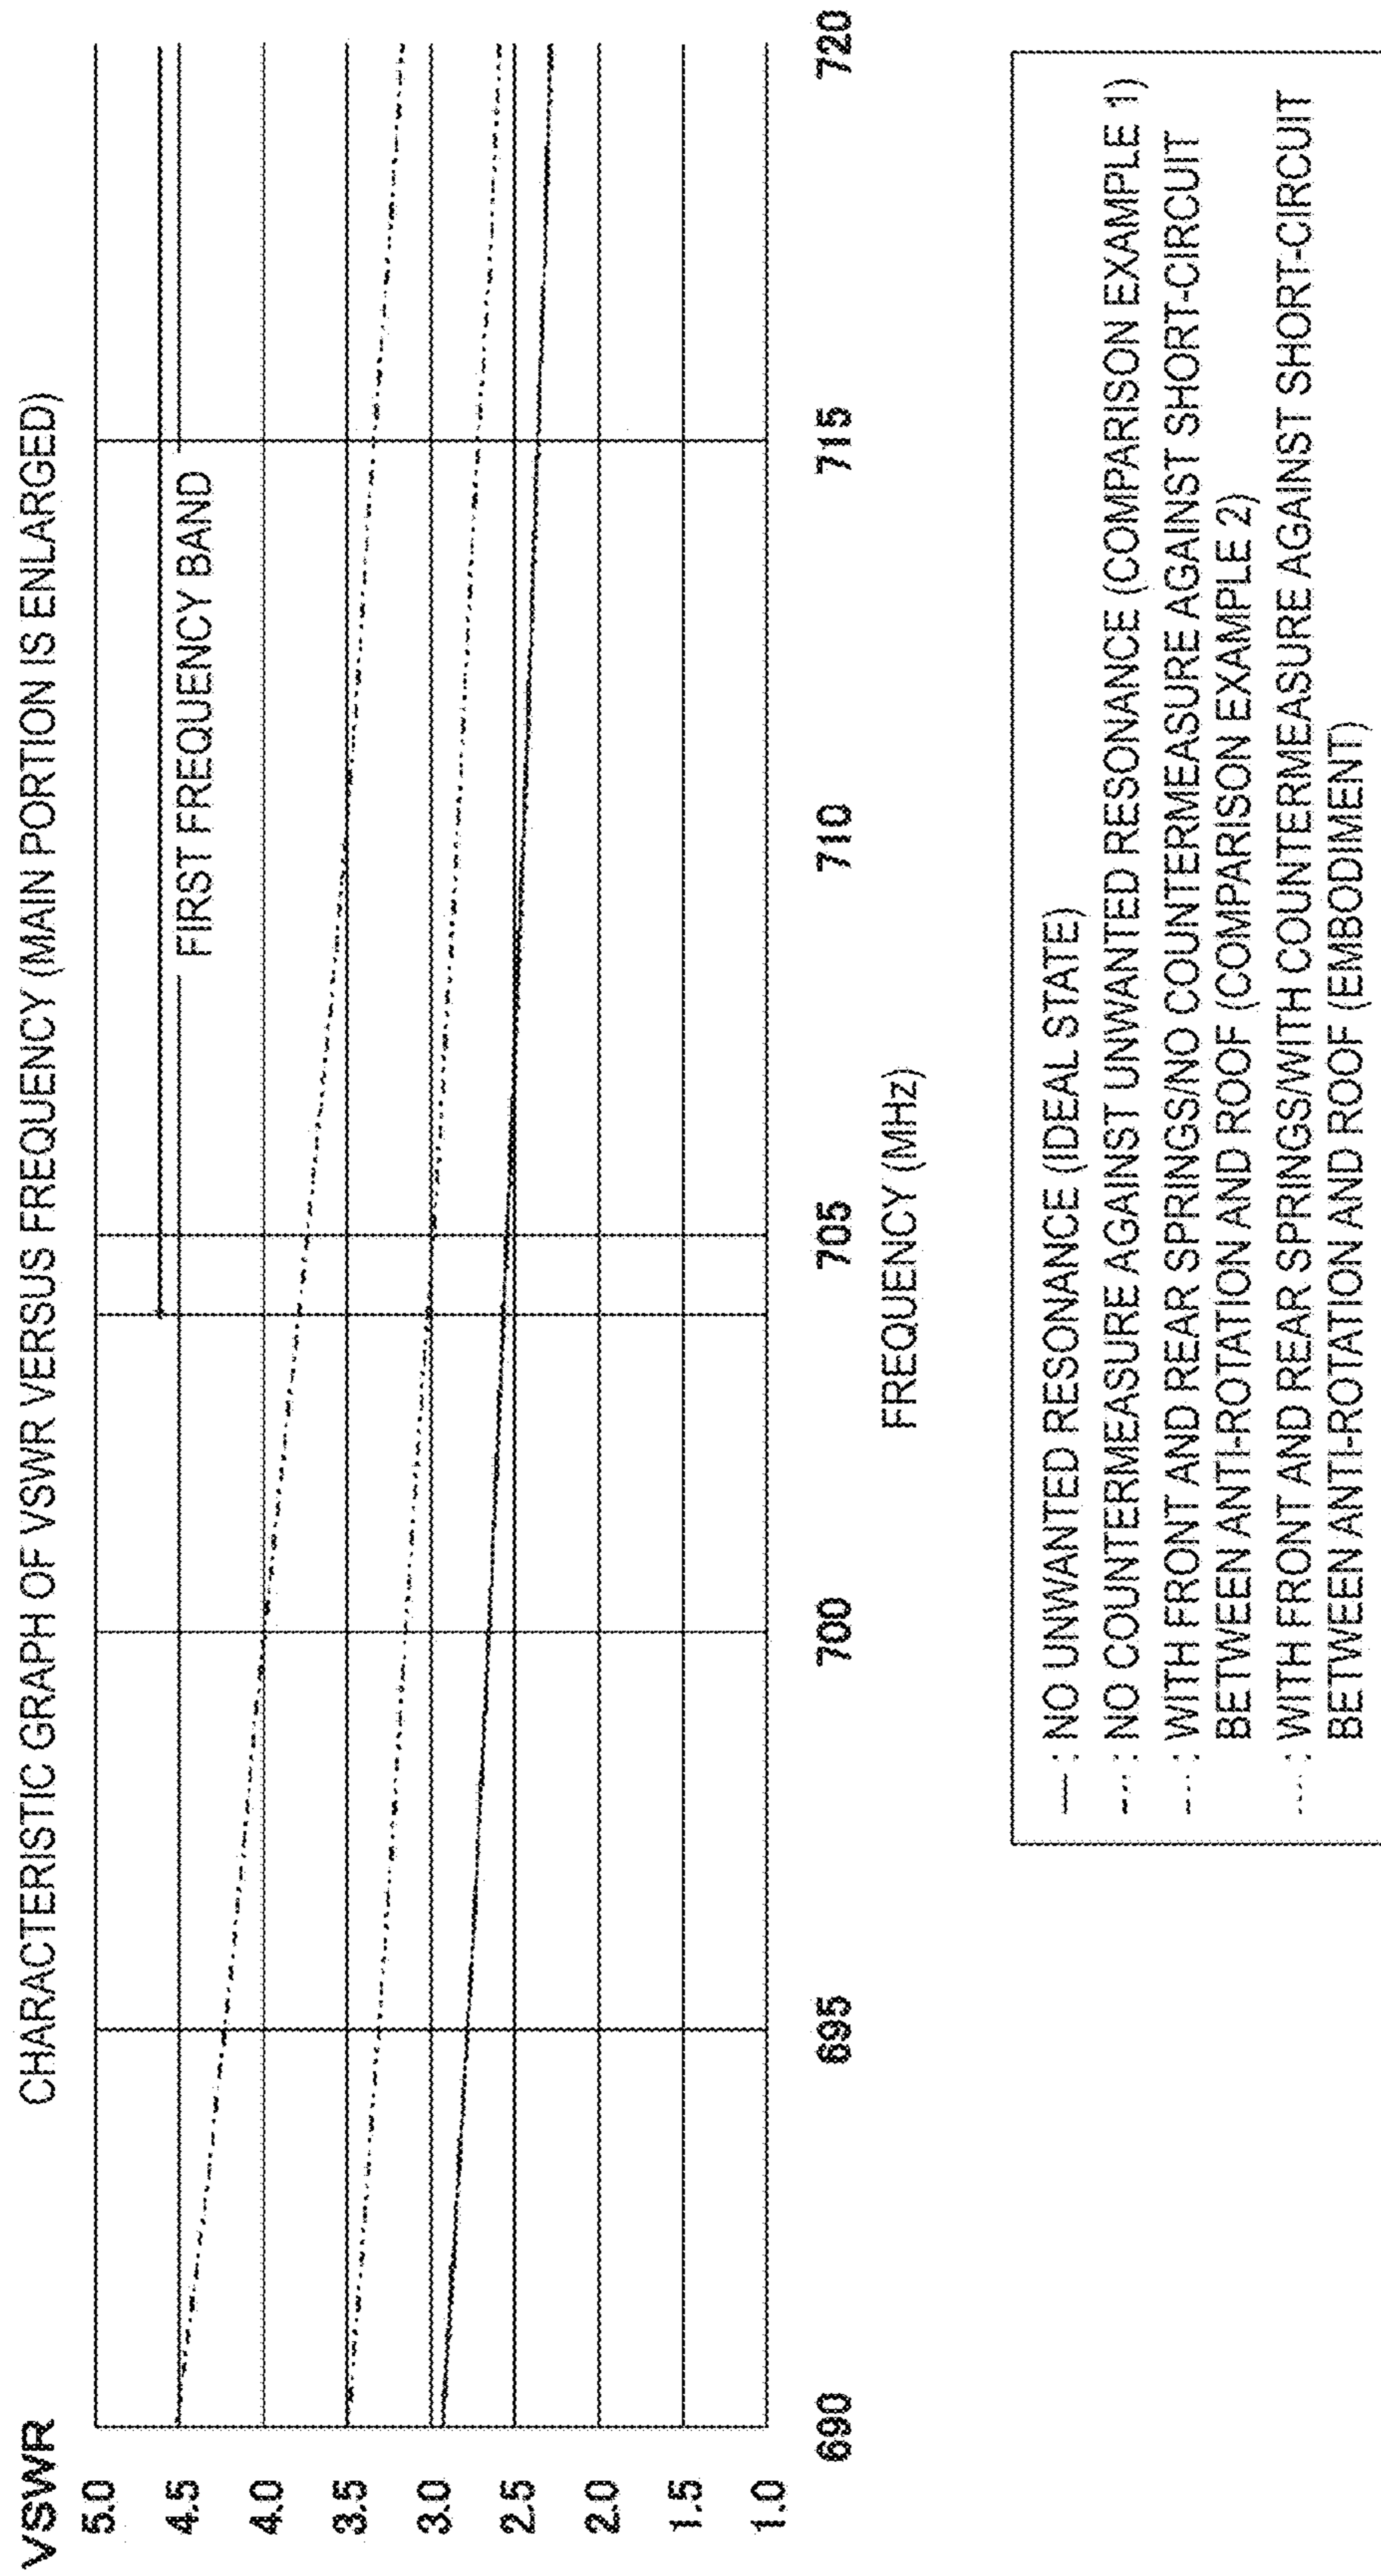 CHARACTERISTIC GRAPH OF VSWR VERSUS FREQUENCY (MAIN PORTION IS ENLARGED)
VSWR
5.0
4.5
4.0
3.5
3.0
2.5
2.0
1.5
1.0
FIRST FREQUENCY BAND
690
695
700
705
710
715
720
FREQUENCY (MHz)
: NO UNWANTED RESONANCE (IDEAL STATE)
: NO COUNTERMEASURE AGAINST UNWANTED RESONANCE (COMPARISON EXAMPLE 1)
: WITH FRONT AND REAR SPRINGS/NO COUNTERMEASURE AGAINST SHORT-CIRCUIT
BETWEEN ANTI-ROTATION AND ROOF (COMPARISON EXAMPLE 2)
: WITH FRONT AND REAR SPRINGS/WITH COUNTERMEASURE AGAINST SHORT-CIRCUIT
BETWEEN ANTI-ROTATION AND ROOF (EMBODIMENT)